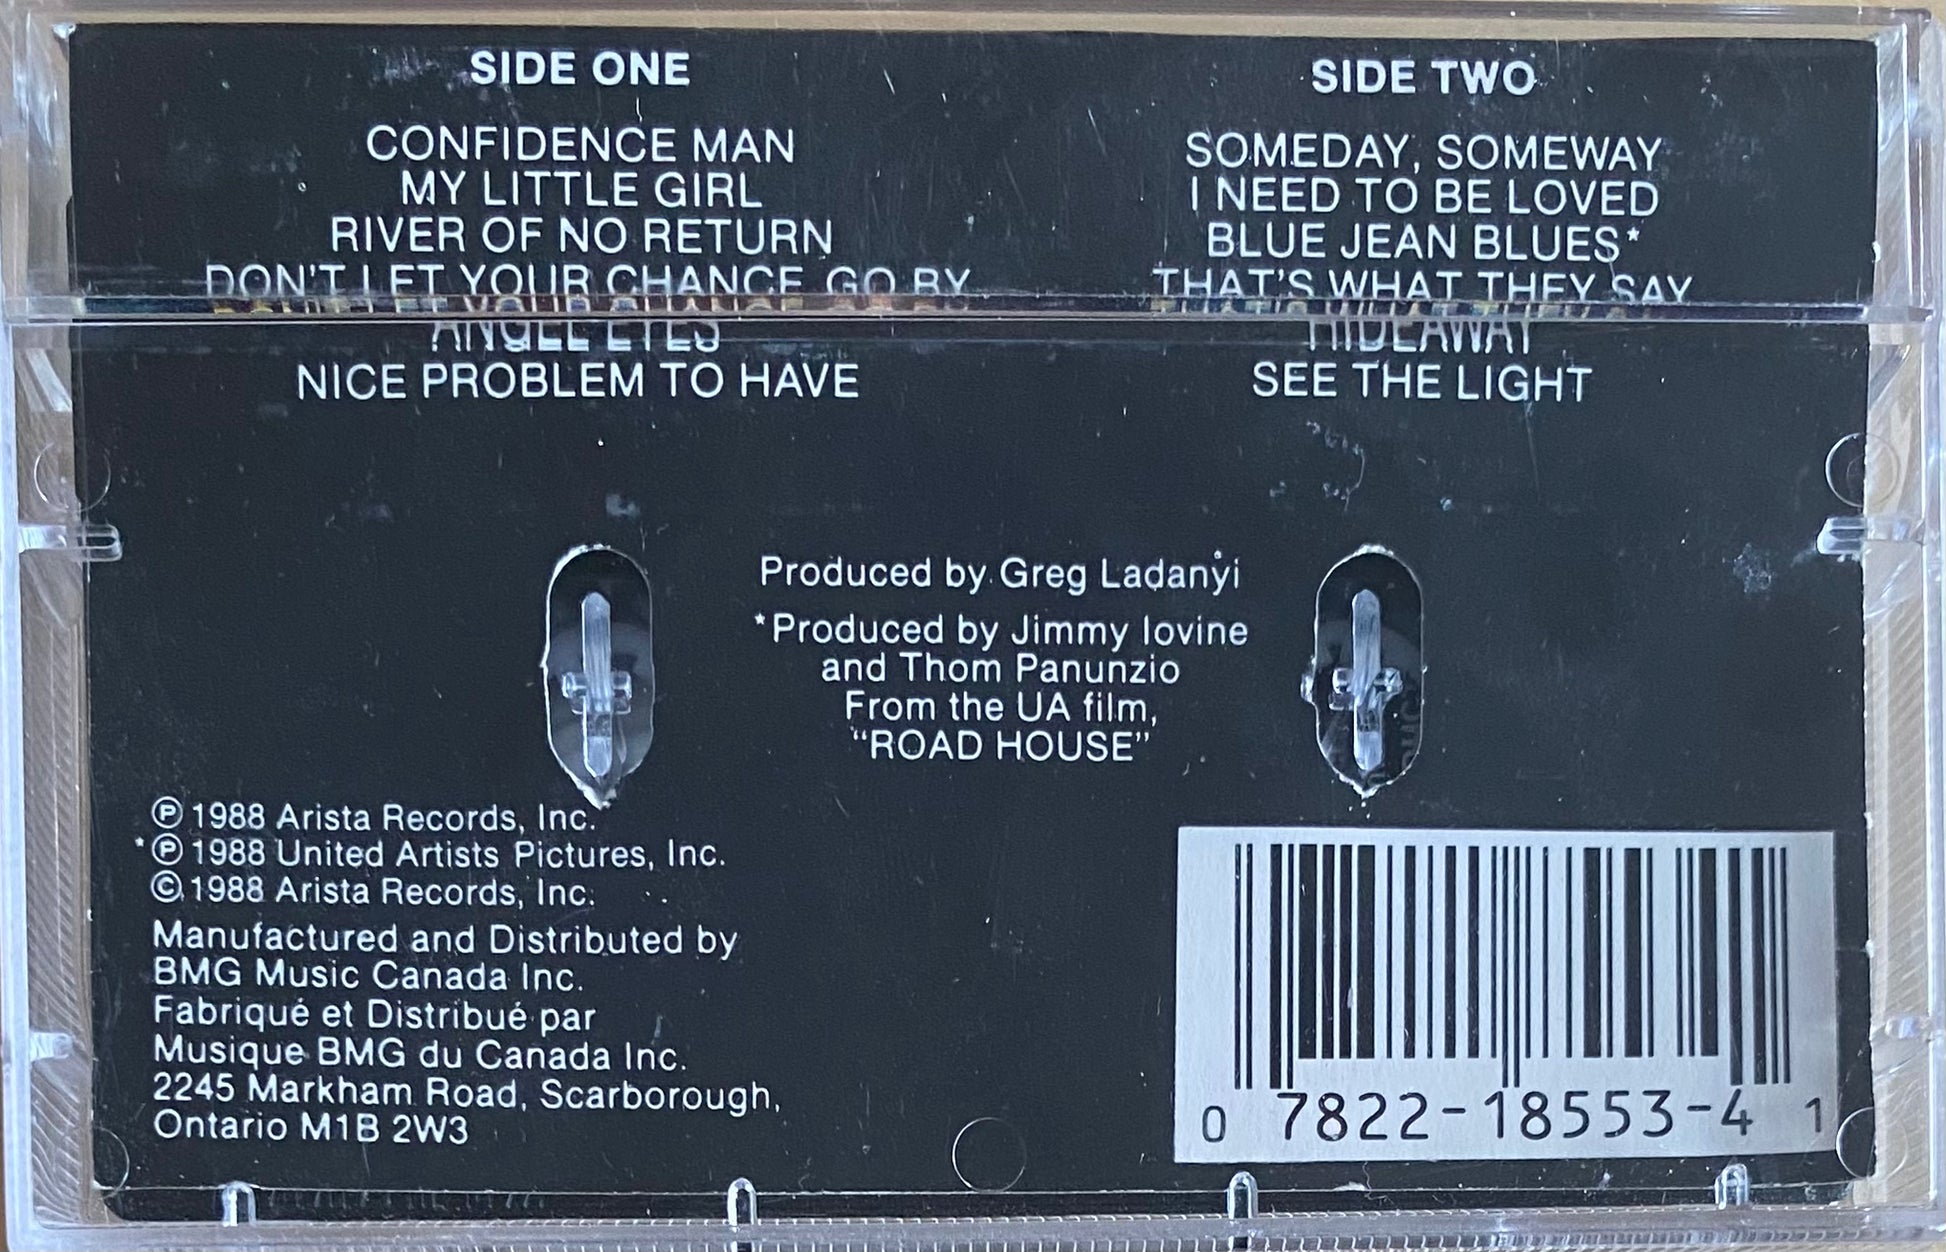 SIDE ONE
CONFIDENCE MAN
MY LITTLE GIRL
RIVER OF NO RETURN
DON'T LET YOUR CHANCE GO BY
ANGEL EYES
NICE PROBLEM TO HAVE
SIDE TWO
SOMEDAY, SOMEWAY
I NEED TO BE LOVED
BLUE JEAN BLUES*
THAT'S WHAT THEY SAY
HIDEAWAY
SEE THE LIGHT
Produced by Greg Ladanyi
*Produced by Jimmy Iovine
and Thom Panunzio
From the UA film,
"ROAD HOUSE"
℗ 1988 Arista Records, Inc.
*℗ 1988 United Artists Pictures, Inc.
© 1988 Arista Records, Inc.
Manufactured and Distributed by
BMG Music Canada Inc.
Fabriqué et Distribué par
Musique BMG du Canada Inc.
2245 Markham Road, Scarborough,
Ontario M1B 2W3
0 7822-18553-4 1